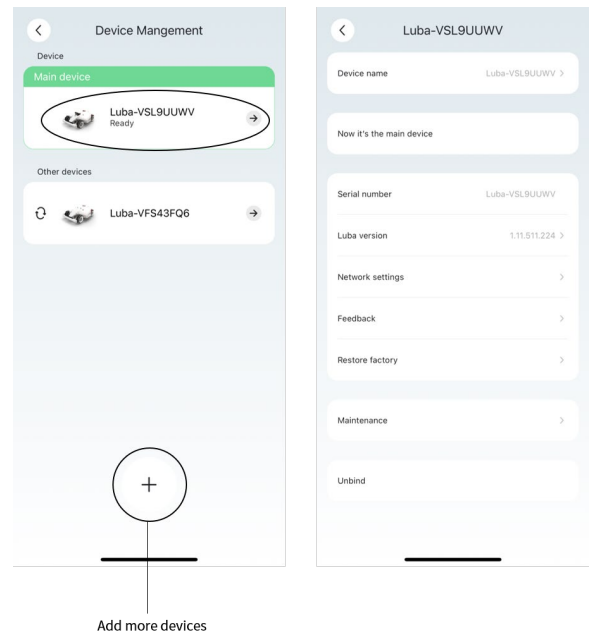 Device Mangement
Device
Main device
Luba-VSL9UUWV
Ready
Other devices
Luba-VFS43FQ6
Add more devices
Luba-VSL9UUWV
Device name Luba-VSL9UUWV
Now it's the main device
Serial number Luba-VSL9UUWV
Luba version 1.11.511.224
Network settings
Feedback
Restore factory
Maintenance
Unbind